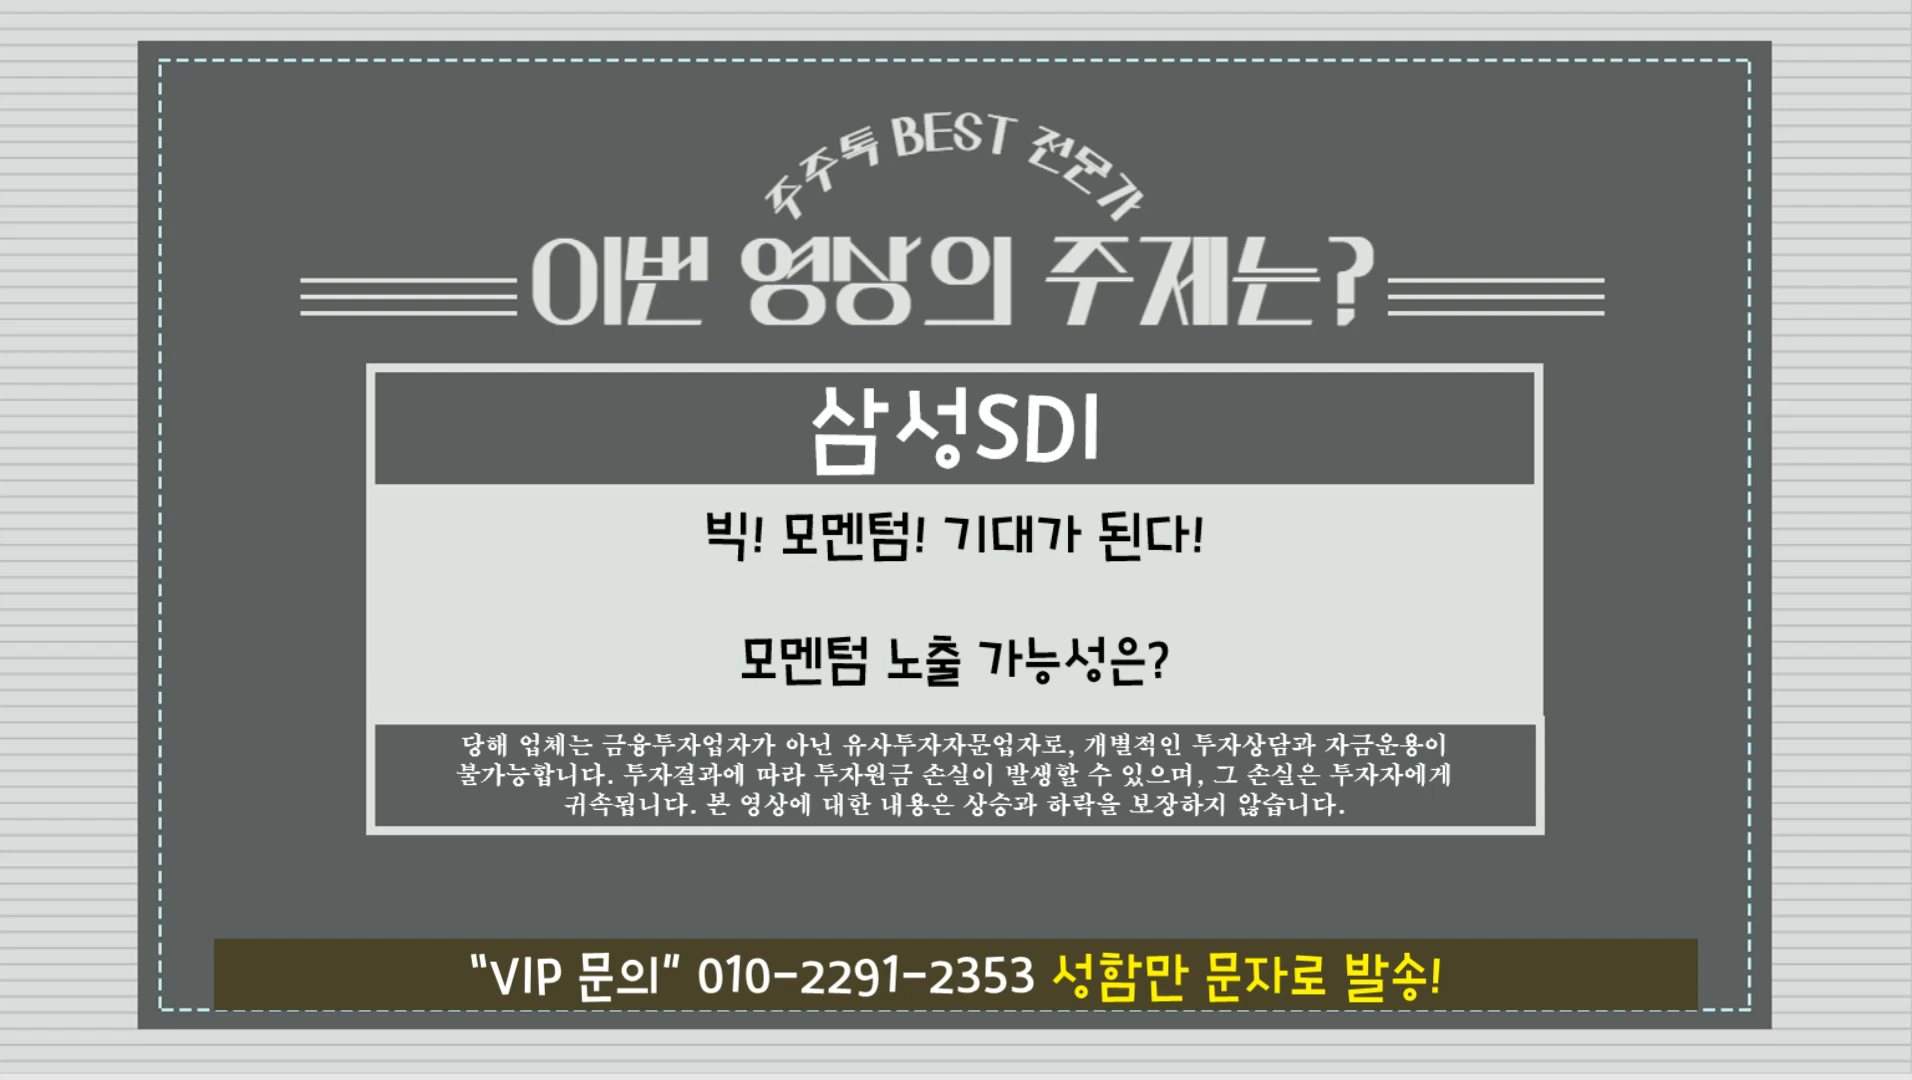 주주톡 BEST 전문가
이번 영상의 주제는?
삼성SDI
빅! 모멘텀! 기대가 된다!
모멘텀 노출 가능성은?
당해 업체는 금융투자업자가 아닌 유사투자자문업자로, 개별적인 투자상담과 자금운용이
불가능합니다. 투자결과에 따라 투자원금 손실이 발생할 수 있으며, 그 손실은 투자자에게
귀속됩니다. 본 영상에 대한 내용은 상승과 하락을 보장하지 않습니다.
"VIP 문의" 010-2291-2353 성함만 문자로 발송!